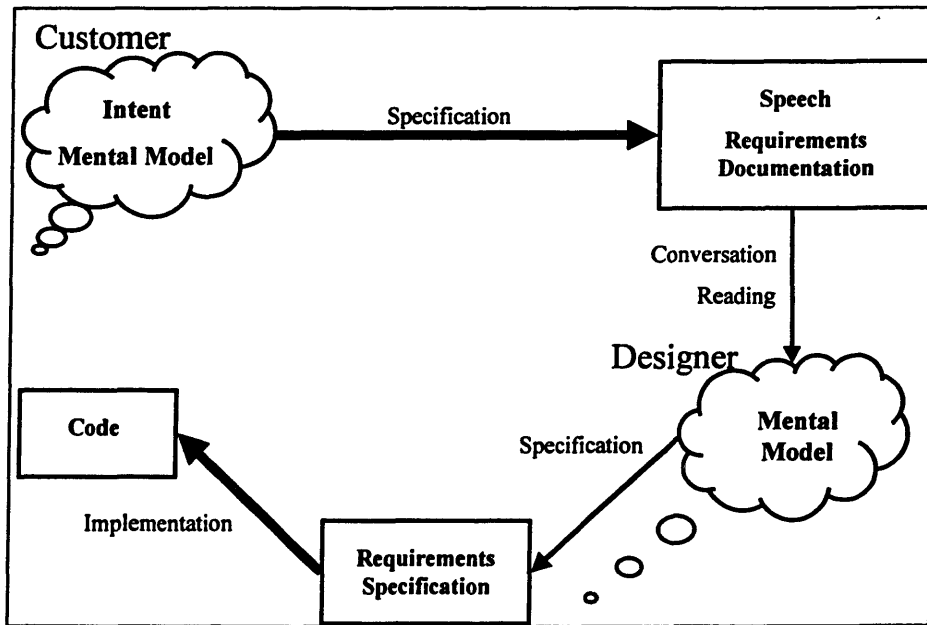 Customer
Intent
Mental Model
Specification
Speech
Requirements
Documentation
Conversation
Reading
Designer
Mental
Model
Specification
Code
Implementation
Requirements
Specification